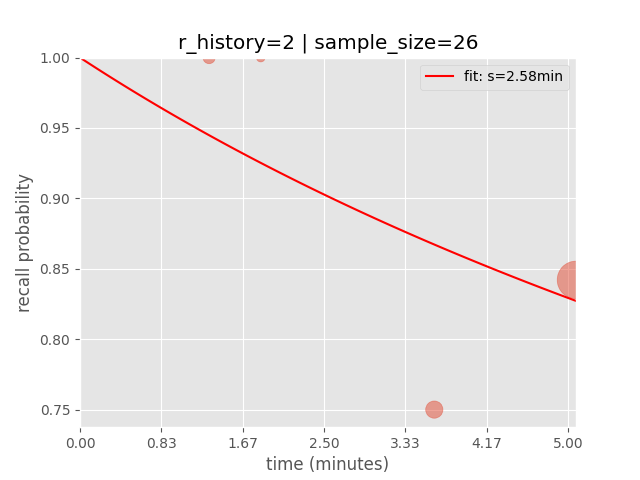 r_history=2 | sample_size=26
fit: s=2.58min
recall probability
1.00
0.95
0.90
0.85
0.80
0.75
0.00 0.83 1.67 2.50 3.33 4.17 5.00
time (minutes)